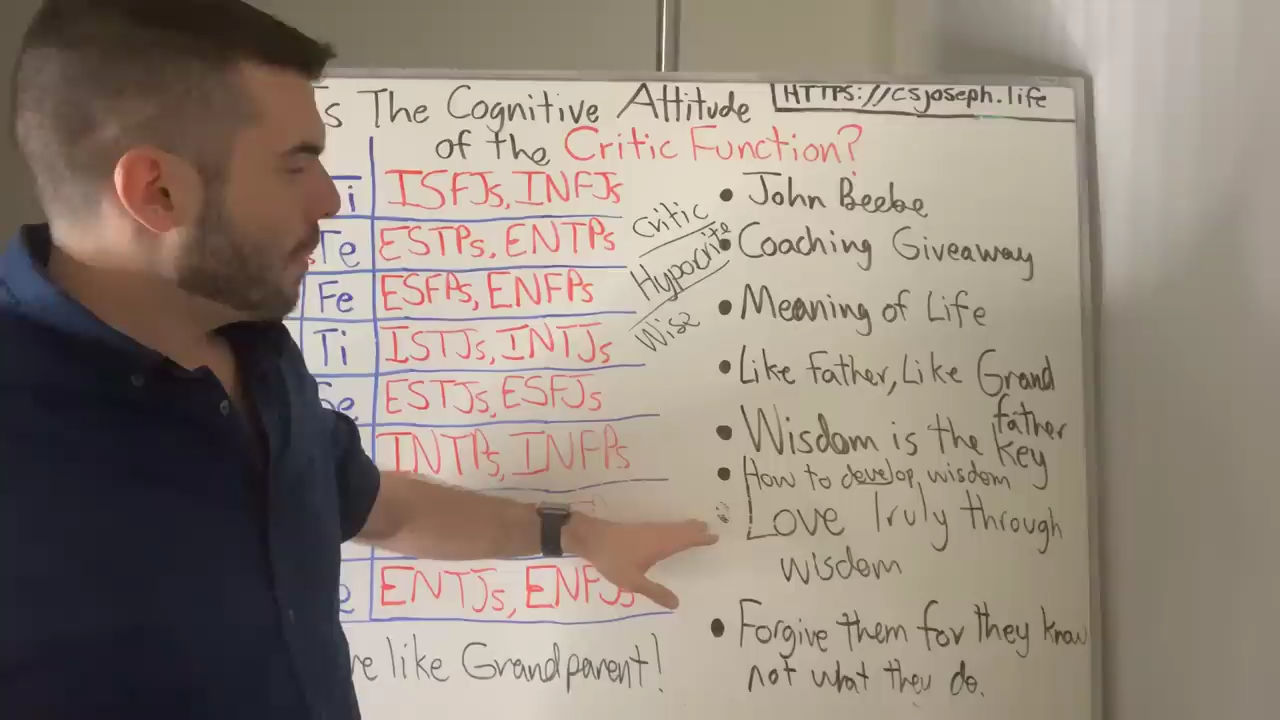 s The Cognitive Attitude
of the Critic Function?
HTTPS://csjoseph.life
Ti ISFJs, INFJs
Te ESTPs, ENTPs
Fe ESFPs, ENFPs
Ti ISTJs, INTJs
Se ESTJs, ESFJs
INTPs, INFPs
e ENTJs, ENFJs
re like Grandparent!
Critic
Hypocrite
Wise
• John Beebe
• Coaching Giveaway
• Meaning of Life
• Like father, Like Grand
father
• Wisdom is the Key
• How to develop wisdom
• Love Truly through
wisdom
• Forgive them for they know
not what they do.